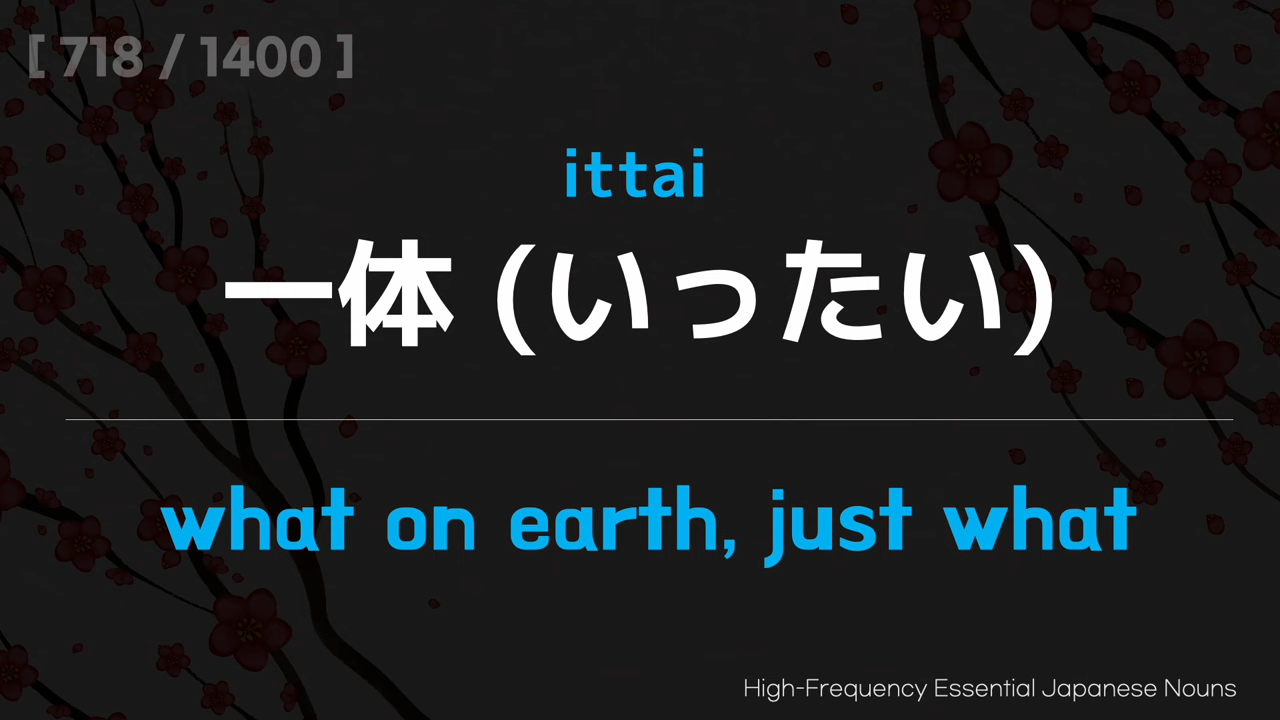 [ 718 / 1400 ]
ittai
一体 (いったい)
what on earth, just what
High-Frequency Essential Japanese Nouns